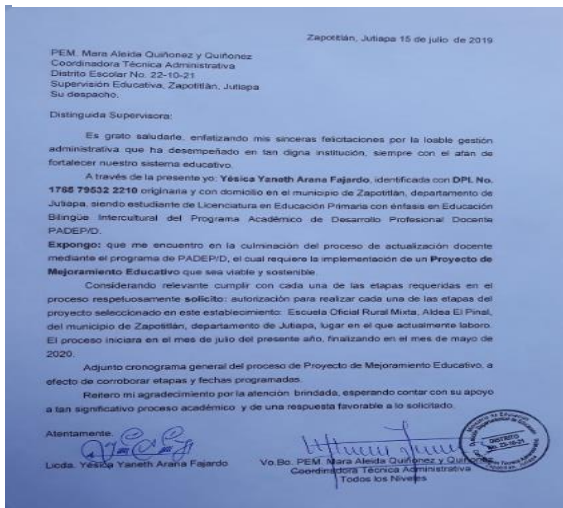 Zapotitlán, Jutiapa 15 de julio de 2019
PEM. Mara Aleida Quiñonez y Quiñonez
Coordinadora Técnica Administrativa
Distrito Escolar No. 22-10-21
Supervisión Educativa, Zapotitlán, Jutiapa
Su despacho.
Distinguida Supervisora:
Es grato saludarle, enfatizando mis sinceras felicitaciones por la loable gestión
administrativa que ha desempeñado en tan digna institución, siempre con el afán de
fortalecer nuestro sistema educativo.
A través de la presente yo: Yésica Yaneth Arana Fajardo, identificada con DPI. No.
1785 79532 2210 originaria y con domicilio en el municipio de Zapotitlán, departamento de
Jutiapa, siendo estudiante de Licenciatura en Educación Primaria con énfasis en Educación
Bilingüe Intercultural del Programa Académico de Desarrollo Profesional Docente
PADEP/D.
Expongo: que me encuentro en la culminación del proceso de actualización docente
mediante el programa de PADEP/D, el cual requiere la implementación de un Proyecto de
Mejoramiento Educativo que sea viable y sostenible.
Considerando relevante cumplir con cada una de las etapas requeridas en el
proceso respetuosamente solicito: autorización para realizar cada una de las etapas del
proyecto seleccionado en este establecimiento: Escuela Oficial Rural Mixta, Aldea El Pinal,
del municipio de Zapotitlán, departamento de Jutiapa, lugar en el que actualmente laboro.
El proceso iniciara en el mes de julio del presente año, finalizando en el mes de mayo de
2020.
Adjunto cronograma general del proceso de Proyecto de Mejoramiento Educativo, a
efecto de corroborar etapas y fechas programadas.
Reitero mi agradecimiento por la atención brindada, esperando contar con su apoyo
a tan significativo proceso académico y de una respuesta favorable a lo solicitado.
Atentamente.
Licda. Yésica Yaneth Arana Fajardo
Vo.Bo. PEM. Mara Aleida Quiñonez y Quiñonez
Coordinadora Técnica Administrativa
Todos los Niveles
DISTRITO
No. 22-10-21